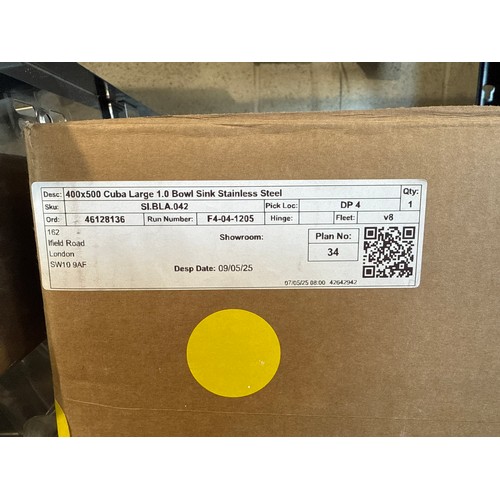 Desc: 400x500 Cuba Large 1.0 Bowl Sink Stainless Steel Qty:
Sku: SI.BLA.042 Pick Loc: DP 4 1
Ord: 46128136 Run Number: F4-04-1205 Hinge: Fleet: v8
162
Ifield Road
London
SW10 9AF
Showroom:
Desp Date: 09/05/25
Plan No:
34
07/05/25 08:00 42642942